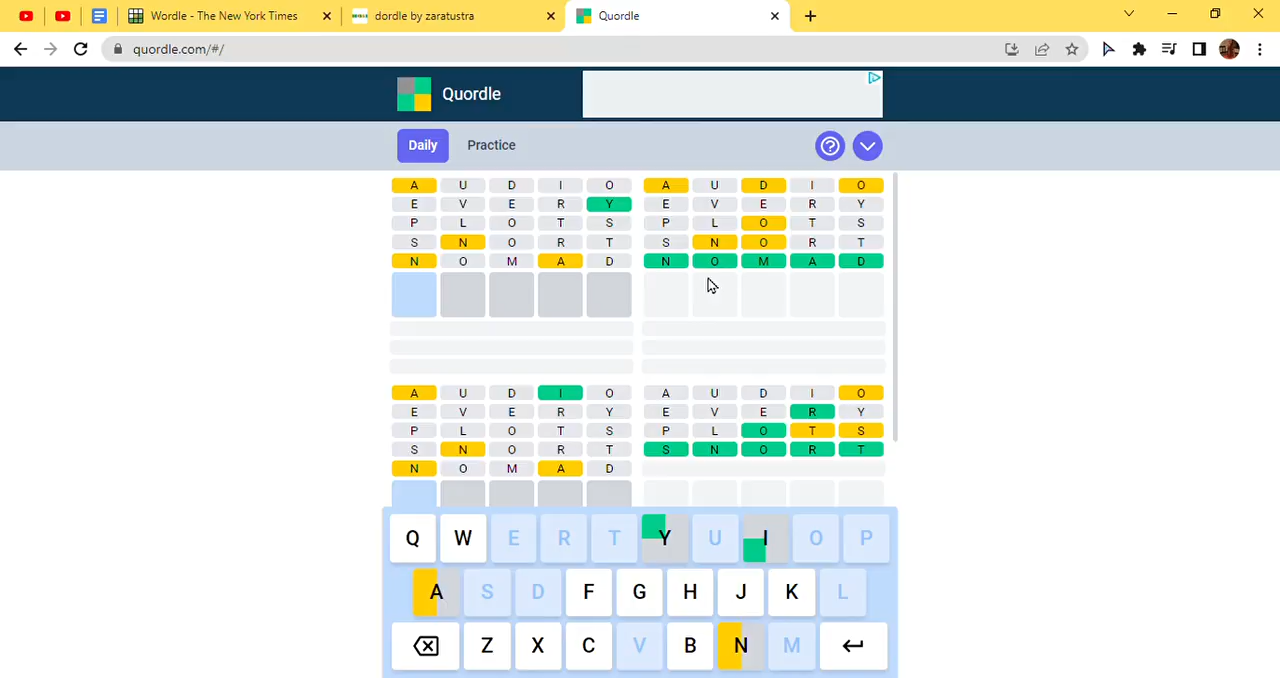 Wordle - The New York Times
dordle by zaratustra
Quordle
quordle.com/#/
Quordle
Daily
Practice
A U D I O A U D I O
E V E R Y E V E R Y
P L O T S P L O T S
S N O R T S N O R T
N O M A D N O M A D
A U D I O A U D I O
E V E R Y E V E R Y
P L O T S P L O T S
S N O R T S N O R T
N O M A D
Q W E R T Y U I O P
A S D F G H J K L
Z X C V B N M